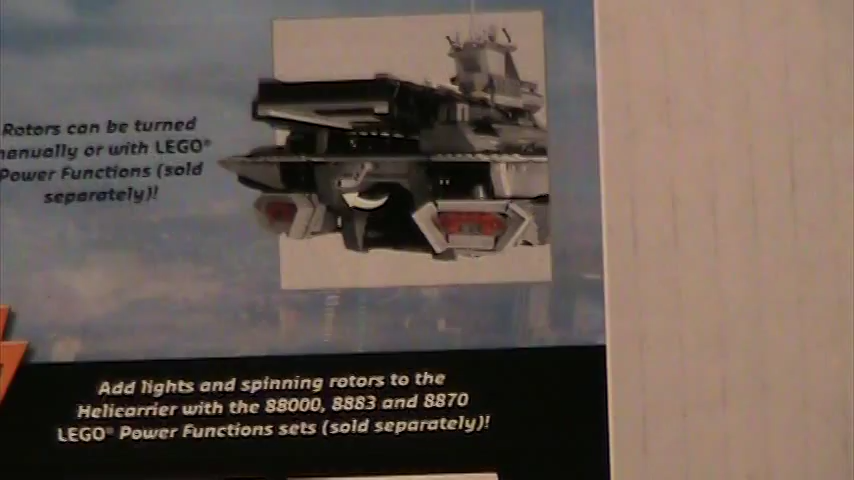 Rotors can be turned
manually or with LEGO®
Power Functions (sold
separately)!
Add lights and spinning rotors to the
Helicarrier with the 88000, 8883 and 8870
LEGO® Power Functions sets (sold separately)!